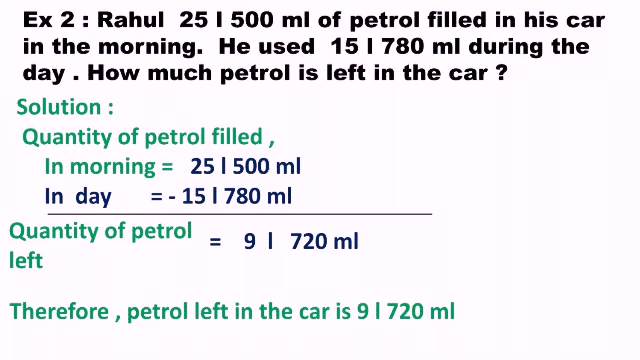 Ex 2 : Rahul 25 l 500 ml of petrol filled in his car
in the morning. He used 15 l 780 ml during the
day . How much petrol is left in the car ?
Solution :
Quantity of petrol filled ,
In morning = 25 l 500 ml
In day = - 15 l 780 ml
Quantity of petrol
left = 9 l 720 ml
Therefore , petrol left in the car is 9 l 720 ml